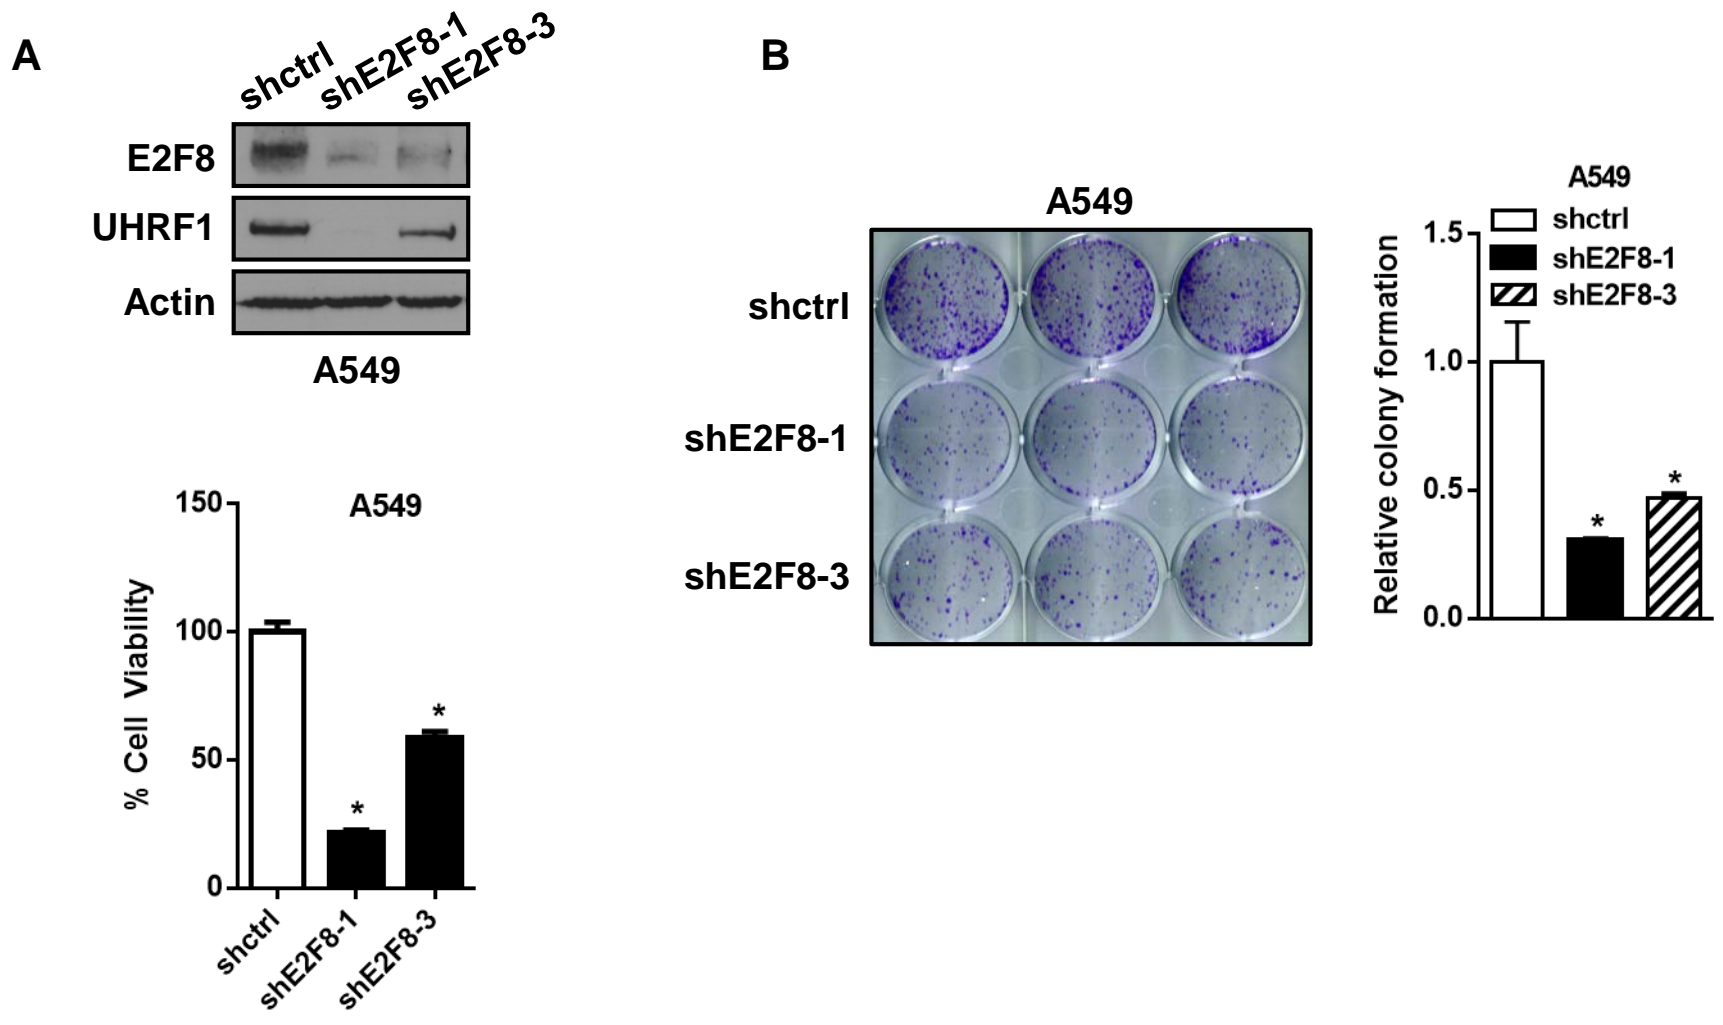 A
shctrl
shE2F8-1
shE2F8-3
E2F8
UHRF1
Actin
A549
150
100
50
0
% Cell Viability
A549
*
*
shctrl
shE2F8-1
shE2F8-3
B
A549
shctrl
shE2F8-1
shE2F8-3
A549
shctrl
shE2F8-1
shE2F8-3
Relative colony formation
1.5
1.0
0.5
0.0
*
*